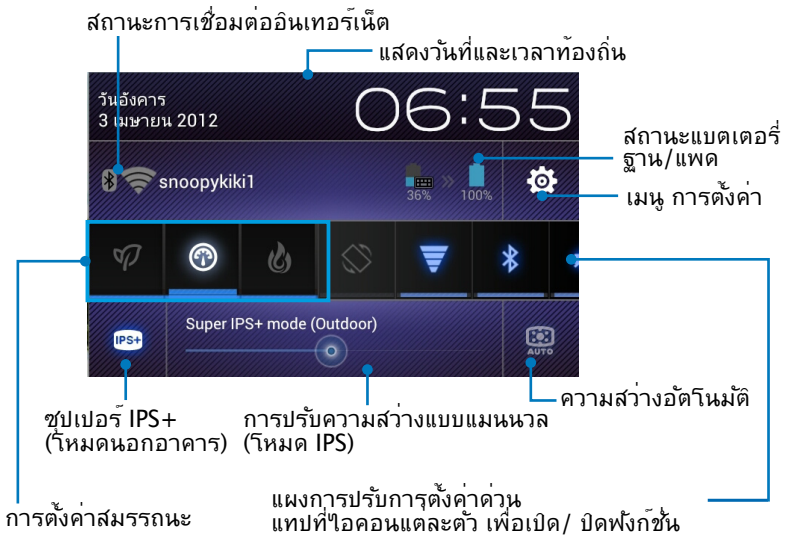 สถานะการเชื่อมต่ออินเทอร์เน็ต
แสดงวันที่และเวลาท้องถิ่น
วันอังคาร
3 เมษายน 2012
06:55
สถานะแบตเตอรี่
ฐาน/แพด
snoopykiki1
36%
100%
เมนู การตั้งค่า
Super IPS+ mode (Outdoor)
IPS+
AUTO
ความสว่างอัตโนมัติ
ซุปเปอร์ IPS+
(โหมดนอกอาคาร)
การปรับความสว่างแบบแมนนวล
(โหมด IPS)
การตั้งค่าสมรรถนะ
แผงการปรับการตั้งค่าด่วน
แทปที่ไอคอนแต่ละตัว เพื่อเปิด/ ปิดฟังก์ชั่น